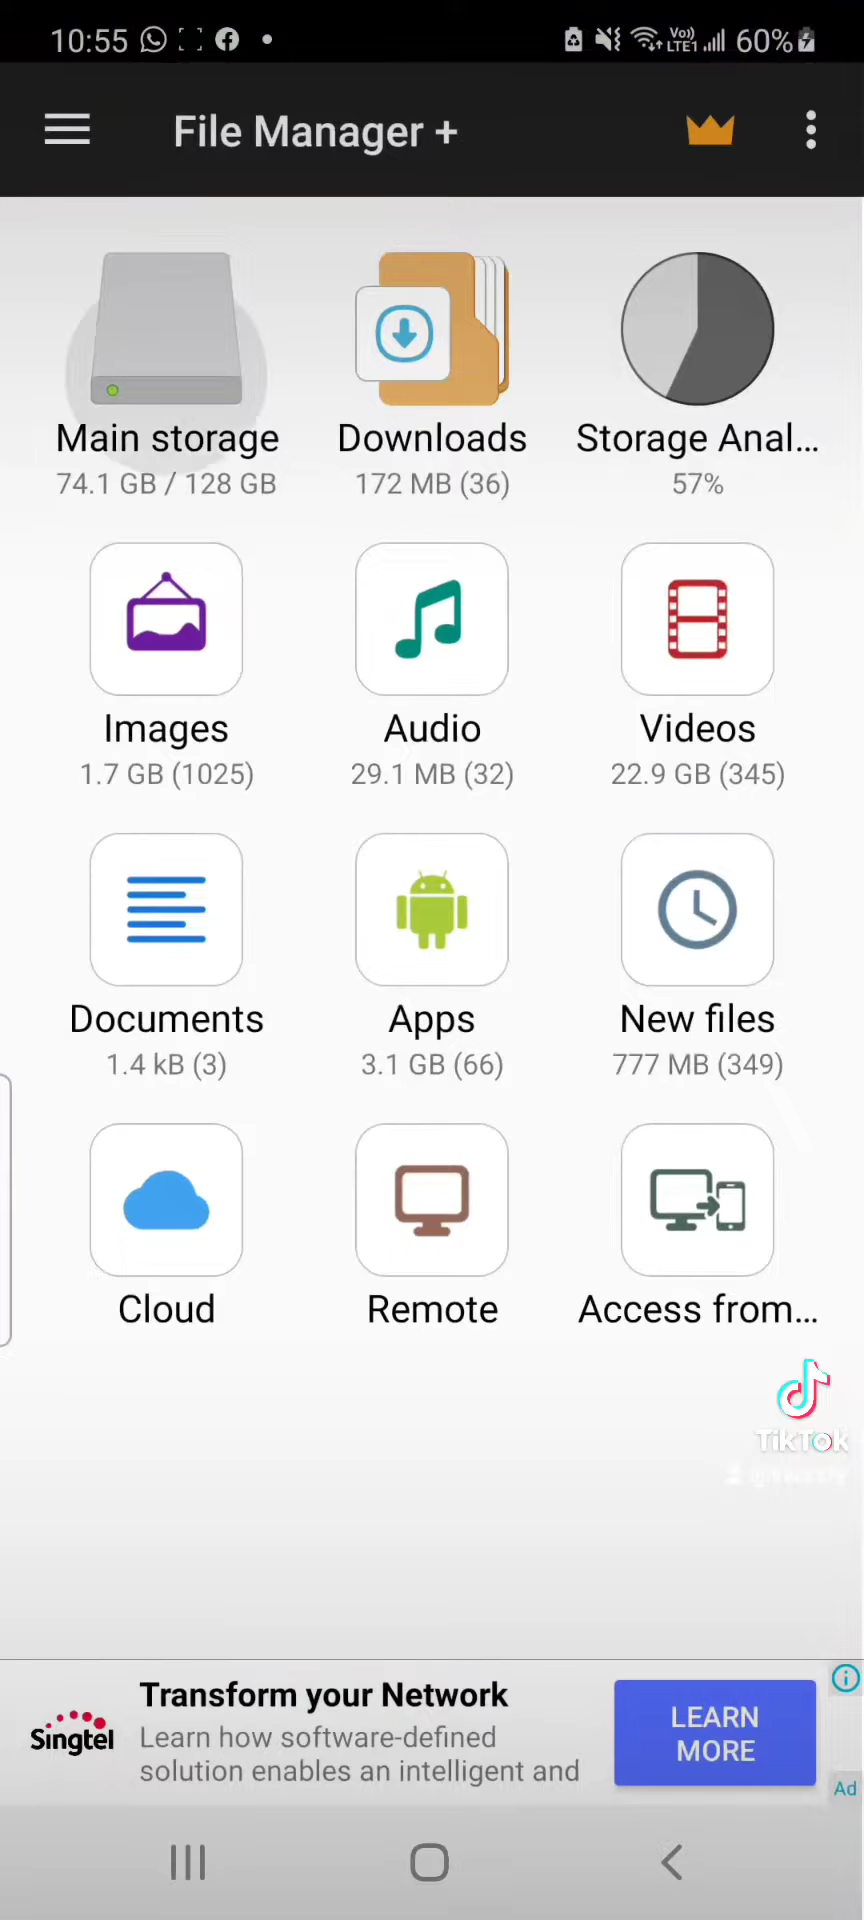 10:55
Vo)) LTE1 60%
File Manager +
Main storage Downloads Storage Anal...
74.1 GB / 128 GB 172 MB (36) 57%
Images Audio Videos
1.7 GB (1025) 29.1 MB (32) 22.9 GB (345)
Documents Apps New files
1.4 kB (3) 3.1 GB (66) 777 MB (349)
Cloud Remote Access from...
TikTok
Singtel
Transform your Network
Learn how software-defined
solution enables an intelligent and
LEARN
MORE
Ad